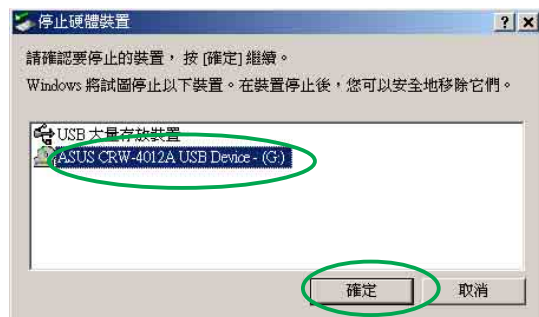 停止硬體裝置
請確認要停止的裝置， 按 [確定] 繼續。
Windows 將試圖停止以下裝置。在裝置停止後，您可以安全地移除它們。
USB 大量存放裝置
ASUS CRW-4012A USB Device - (G:)
確定
取消